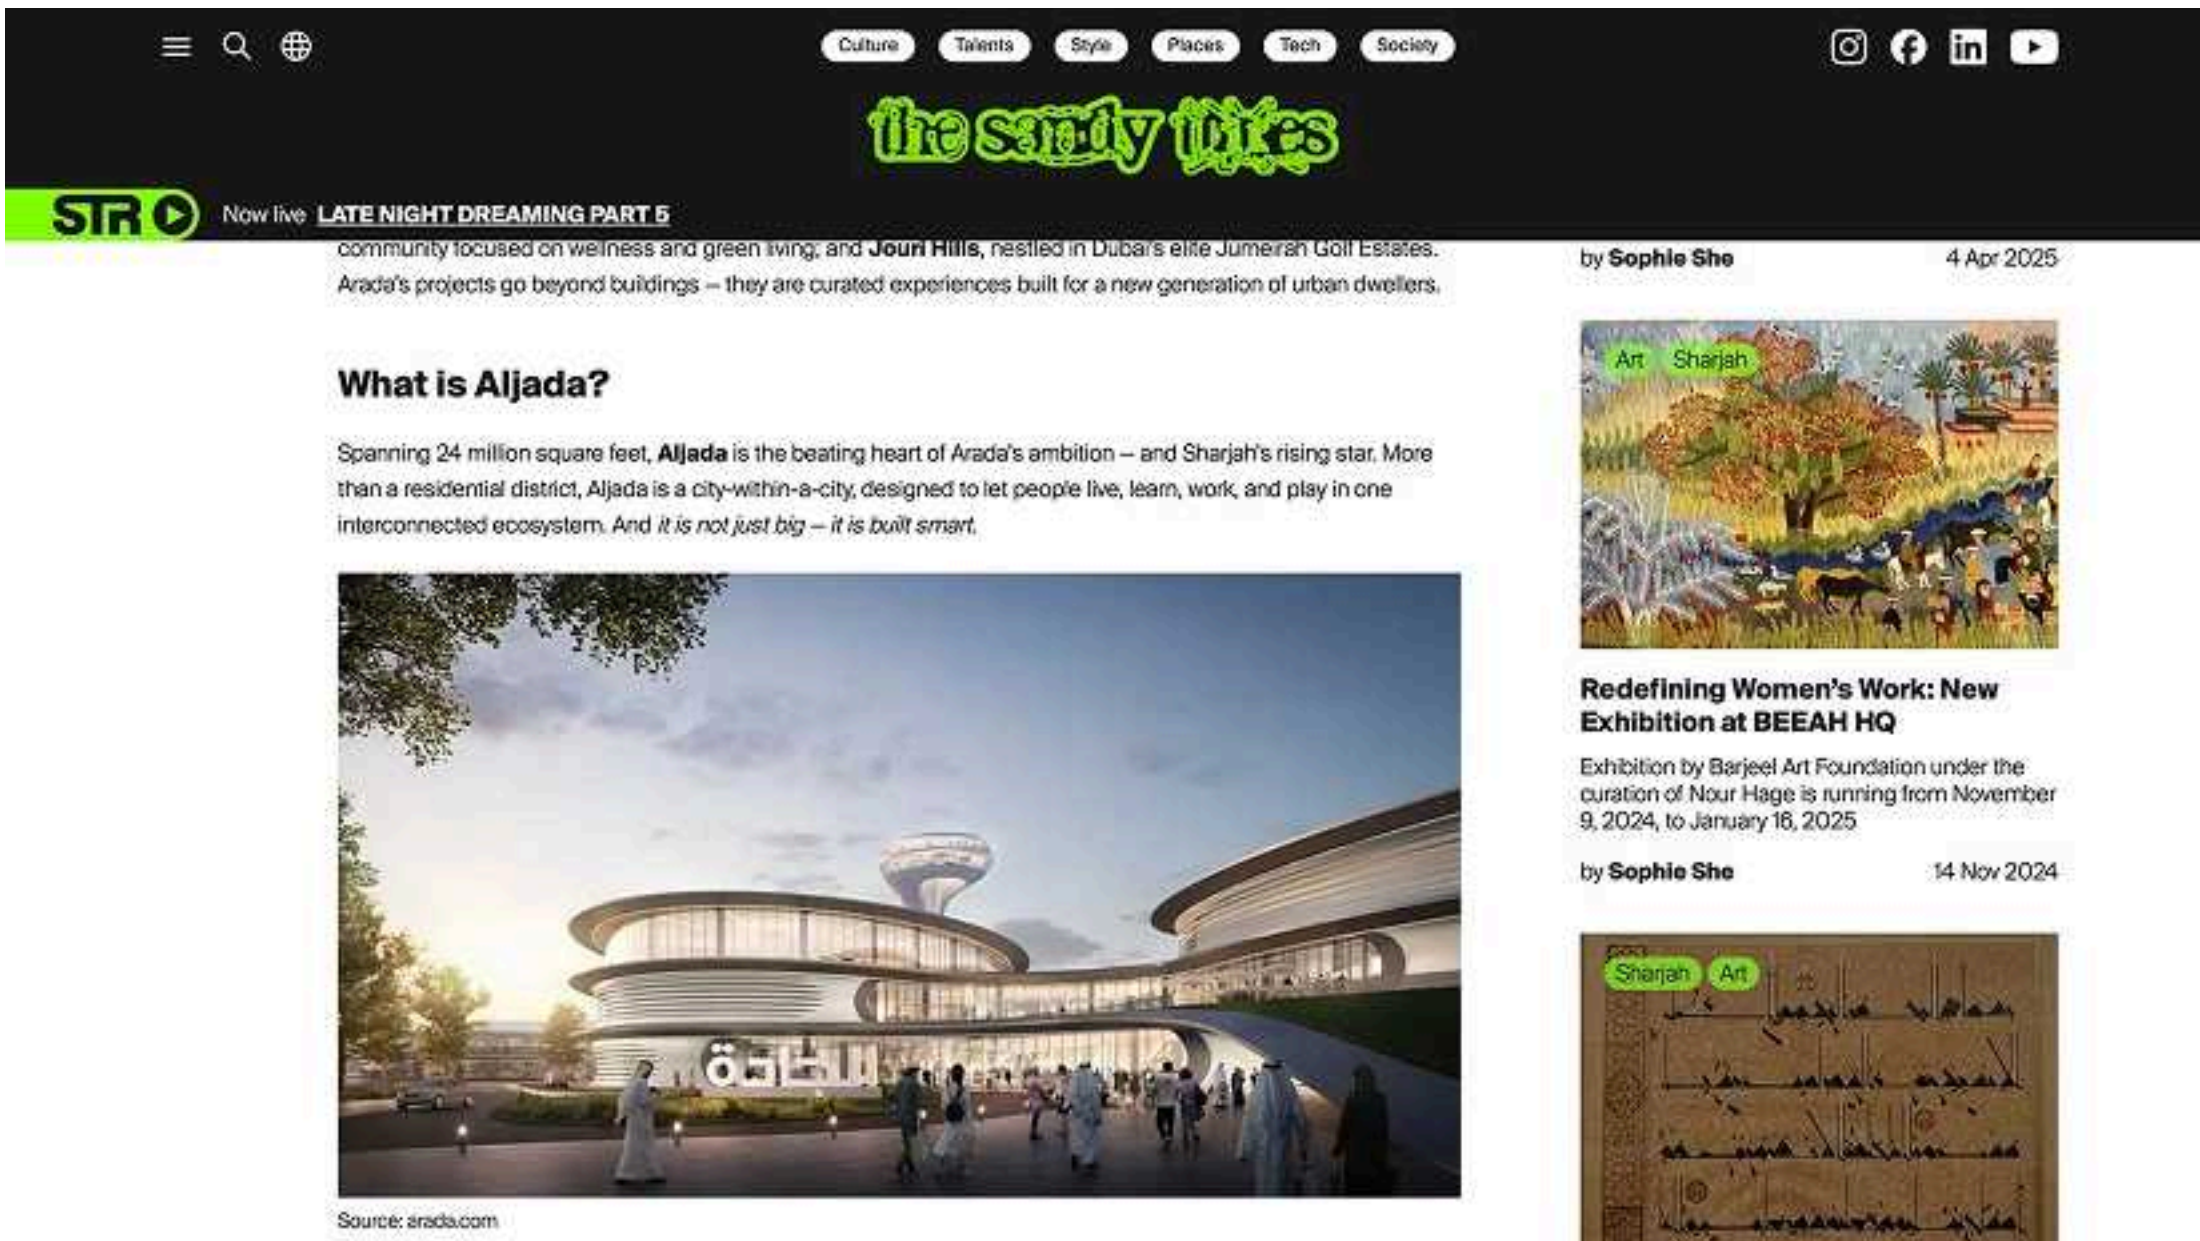 Culture
Talents
Style
Places
Tech
Society
the sandy times
STR
Now live LATE NIGHT DREAMING PART 5
community focused on wellness and green living; and Jouri Hills, nestled in Dubai's elite Jumeirah Golf Estates.
Arada's projects go beyond buildings – they are curated experiences built for a new generation of urban dwellers.
What is Aljada?
Spanning 24 million square feet, Aljada is the beating heart of Arada's ambition – and Sharjah's rising star. More
than a residential district, Aljada is a city-within-a-city, designed to let people live, learn, work, and play in one
interconnected ecosystem. And it is not just big – it is built smart.
Source: arada.com
by Sophie She
4 Apr 2025
Art
Sharjah
Redefining Women's Work: New
Exhibition at BEEAH HQ
Exhibition by Barjeel Art Foundation under the
curation of Nour Hage is running from November
9, 2024, to January 16, 2025
by Sophie She
14 Nov 2024
Sharjah
Art